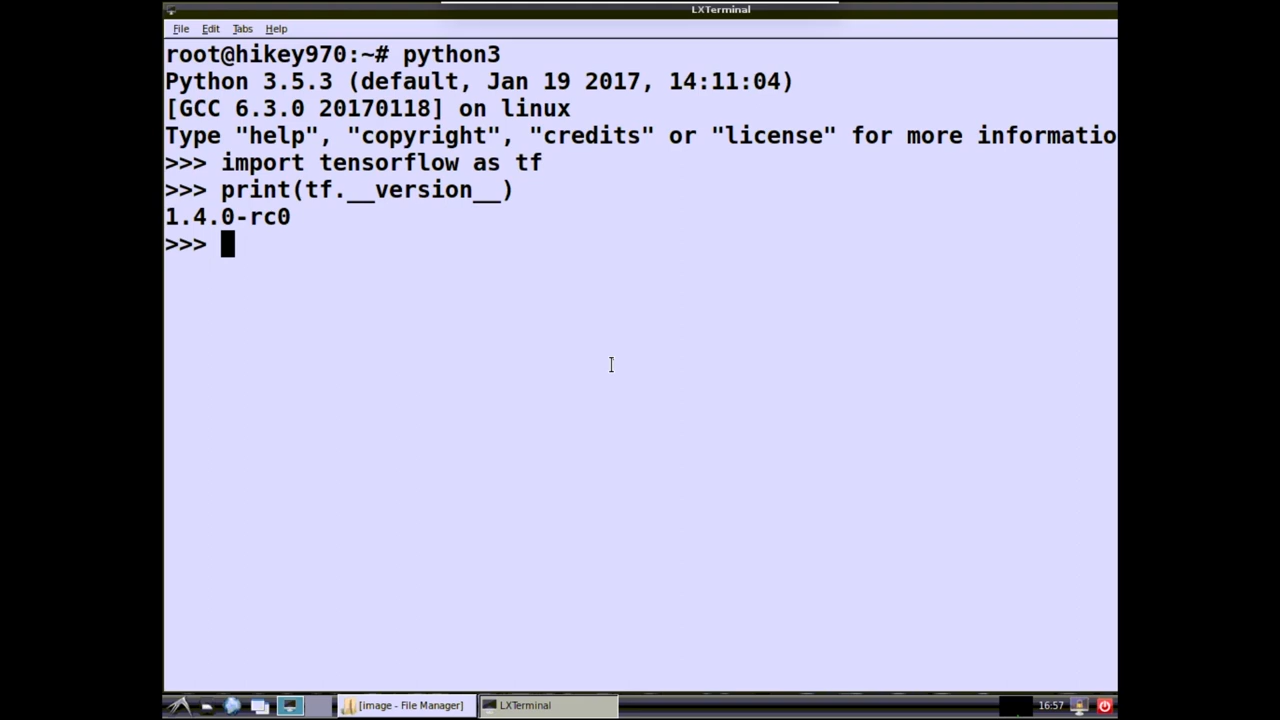 LXTerminal
File Edit Tabs Help
root@hikey970:~# python3
Python 3.5.3 (default, Jan 19 2017, 14:11:04)
[GCC 6.3.0 20170118] on linux
Type "help", "copyright", "credits" or "license" for more informatio
>>> import tensorflow as tf
>>> print(tf.__version__)
1.4.0-rc0
>>>
[image - File Manager] LXTerminal 16:57